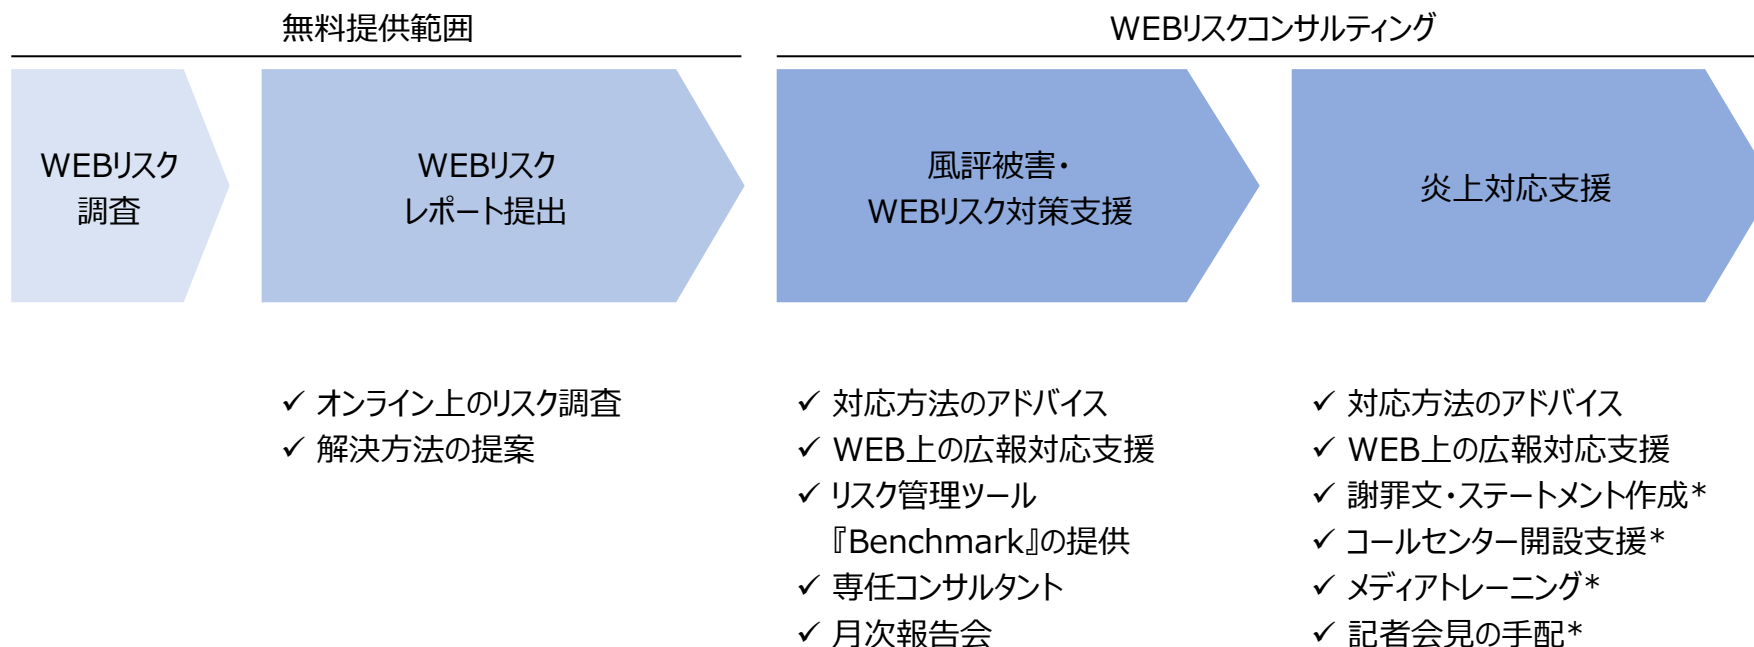 無料提供範囲
WEBリスクコンサルティング
WEBリスク
調査
WEBリスク
レポート提出
風評被害・
WEBリスク対策支援
炎上対応支援
✓ オンライン上のリスク調査
✓ 解決方法の提案
✓ 対応方法のアドバイス
✓ WEB上の広報対応支援
✓ リスク管理ツール
『Benchmark』の提供
✓ 専任コンサルタント
✓ 月次報告会
✓ 対応方法のアドバイス
✓ WEB上の広報対応支援
✓ 謝罪文・ステートメント作成*
✓ コールセンター開設支援*
✓ メディアトレーニング*
✓ 記者会見の手配*